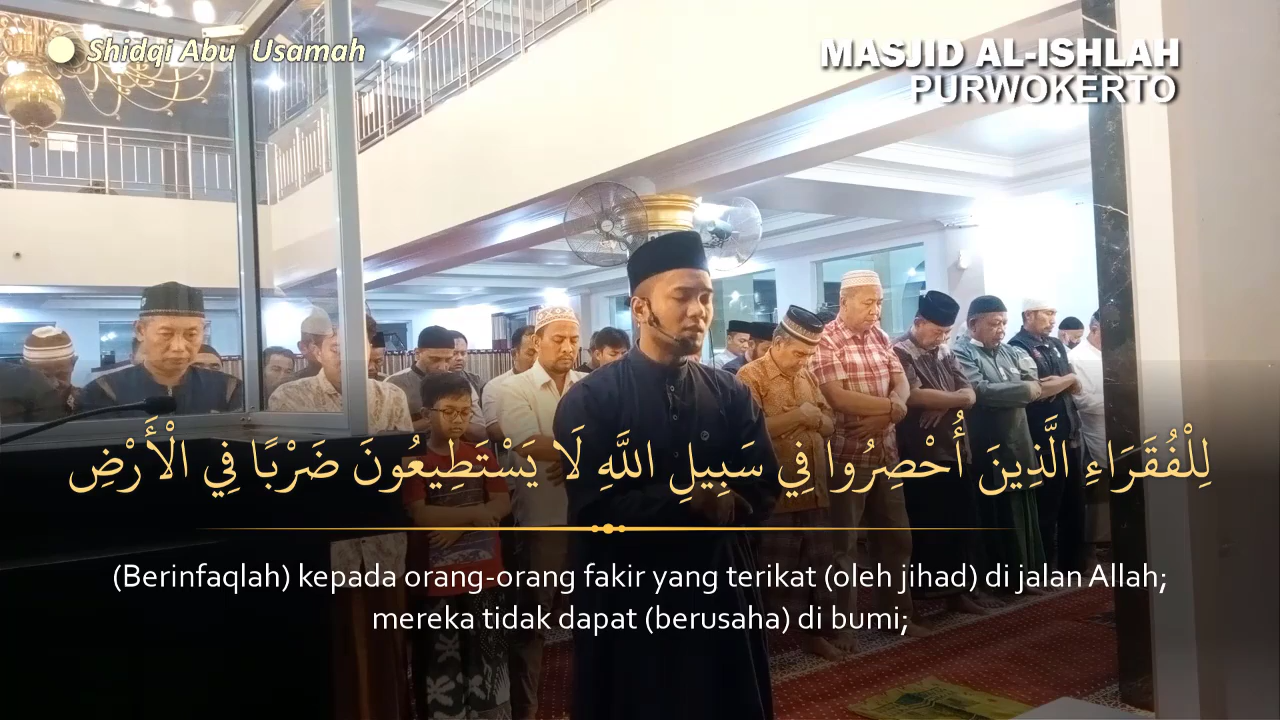 Shidqi Abu Usamah
MASJID AL-ISHLAH
PURWOKERTO
لِلْفُقَرَاءِ الَّذِينَ أُحْصِرُوا فِي سَبِيلِ اللَّهِ لَا يَسْتَطِيعُونَ ضَرْبًا فِي الْأَرْضِ
(Berinfaqlah) kepada orang-orang fakir yang terikat (oleh jihad) di jalan Allah;
mereka tidak dapat (berusaha) di bumi;